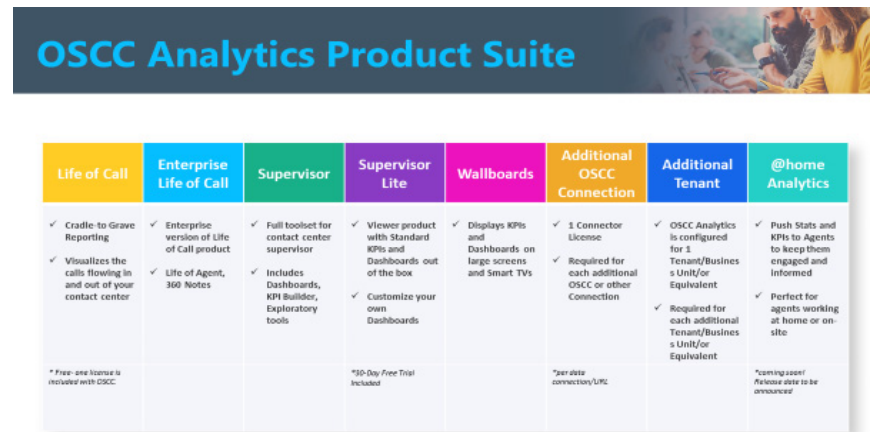 OSCC Analytics Product Suite
Life of Call
Enterprise
Life of Call
Supervisor
Supervisor
Lite
Wallboards
Additional
OSCC
Connection
Additional
Tenant
@home
Analytics
✓ Cradle-to Grave
Reporting
✓ Visualizes the
calls flowing in
and out of your
contact center
✓ Enterprise
version of Life
of Call product
✓ Life of Agent,
360 Notes
✓ Full toolset for
contact center
supervisor
✓ Includes
Dashboards,
KPI Builder,
Exploratory
tools
✓ Viewer product
with Standard
KPIs and
Dashboards out
of the box
✓ Customize your
own
Dashboards
✓ Displays KPIs
and
Dashboards on
large screens
and Smart TVs
✓ 1 Connector
License
✓ Required for
each additional
OSCC or other
Connection
✓ OSCC Analytics
is configured
for 1
Tenant/Busines
s Unit/or
Equivalent
✓ Required for
each additional
Tenant/Busines
s Unit/or
Equivalent
✓ Push Stats and
KPIs to Agents
to keep them
engaged and
informed
✓ Perfect for
agents working
at home or on-
site
* Free- one license is
included with OSCC.
*30-Day Free Trial
Included
*per data
connection/URL
*coming soon!
Release date to be
announced